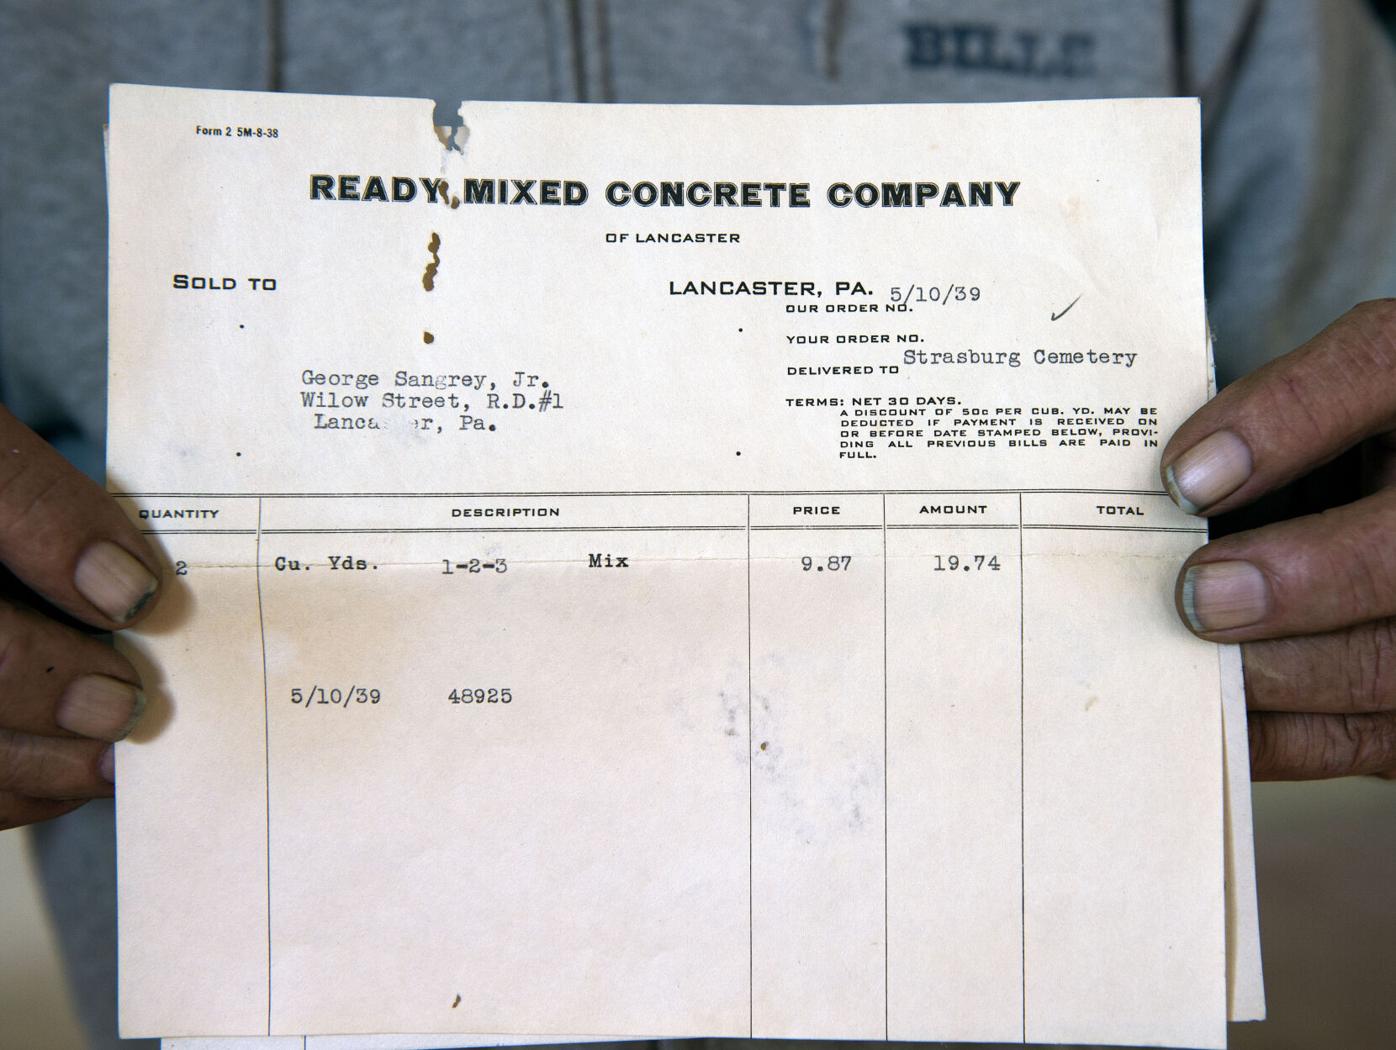 BILLS
Form 2 5M-8-38
READY MIXED CONCRETE COMPANY
OF LANCASTER
SOLD TO
LANCASTER, PA. 5/10/39
OUR ORDER NO.
YOUR ORDER NO.
DELIVERED TO Strasburg Cemetery
George Sangrey, Jr.
Wilow Street, R.D.#1
Lanca er, Pa.
TERMS: NET 30 DAYS.
A DISCOUNT OF 50c PER CUB. YD. MAY BE
DEDUCTED IF PAYMENT IS RECEIVED ON
OR BEFORE DATE STAMPED BELOW, PROVI-
DING ALL PREVIOUS BILLS ARE PAID IN
FULL.
QUANTITY DESCRIPTION PRICE AMOUNT TOTAL
2 Cu. Yds. 1-2-3 Mix 9.87 19.74
5/10/39 48925